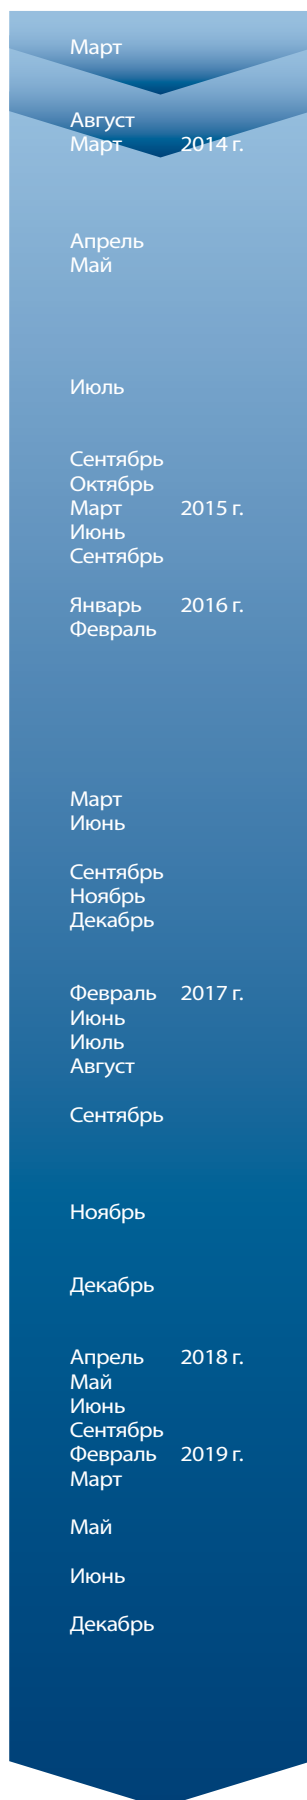 Март
Август
Март 2014 г.
Апрель
Май
Июль
Сентябрь
Октябрь
Март 2015 г.
Июнь
Сентябрь
Январь 2016 г.
Февраль
Март
Июнь
Сентябрь
Ноябрь
Декабрь
Февраль 2017 г.
Июнь
Июль
Август
Сентябрь
Ноябрь
Декабрь
Апрель 2018 г.
Май
Июнь
Сентябрь
Февраль 2019 г.
Март
Май
Июнь
Декабрь